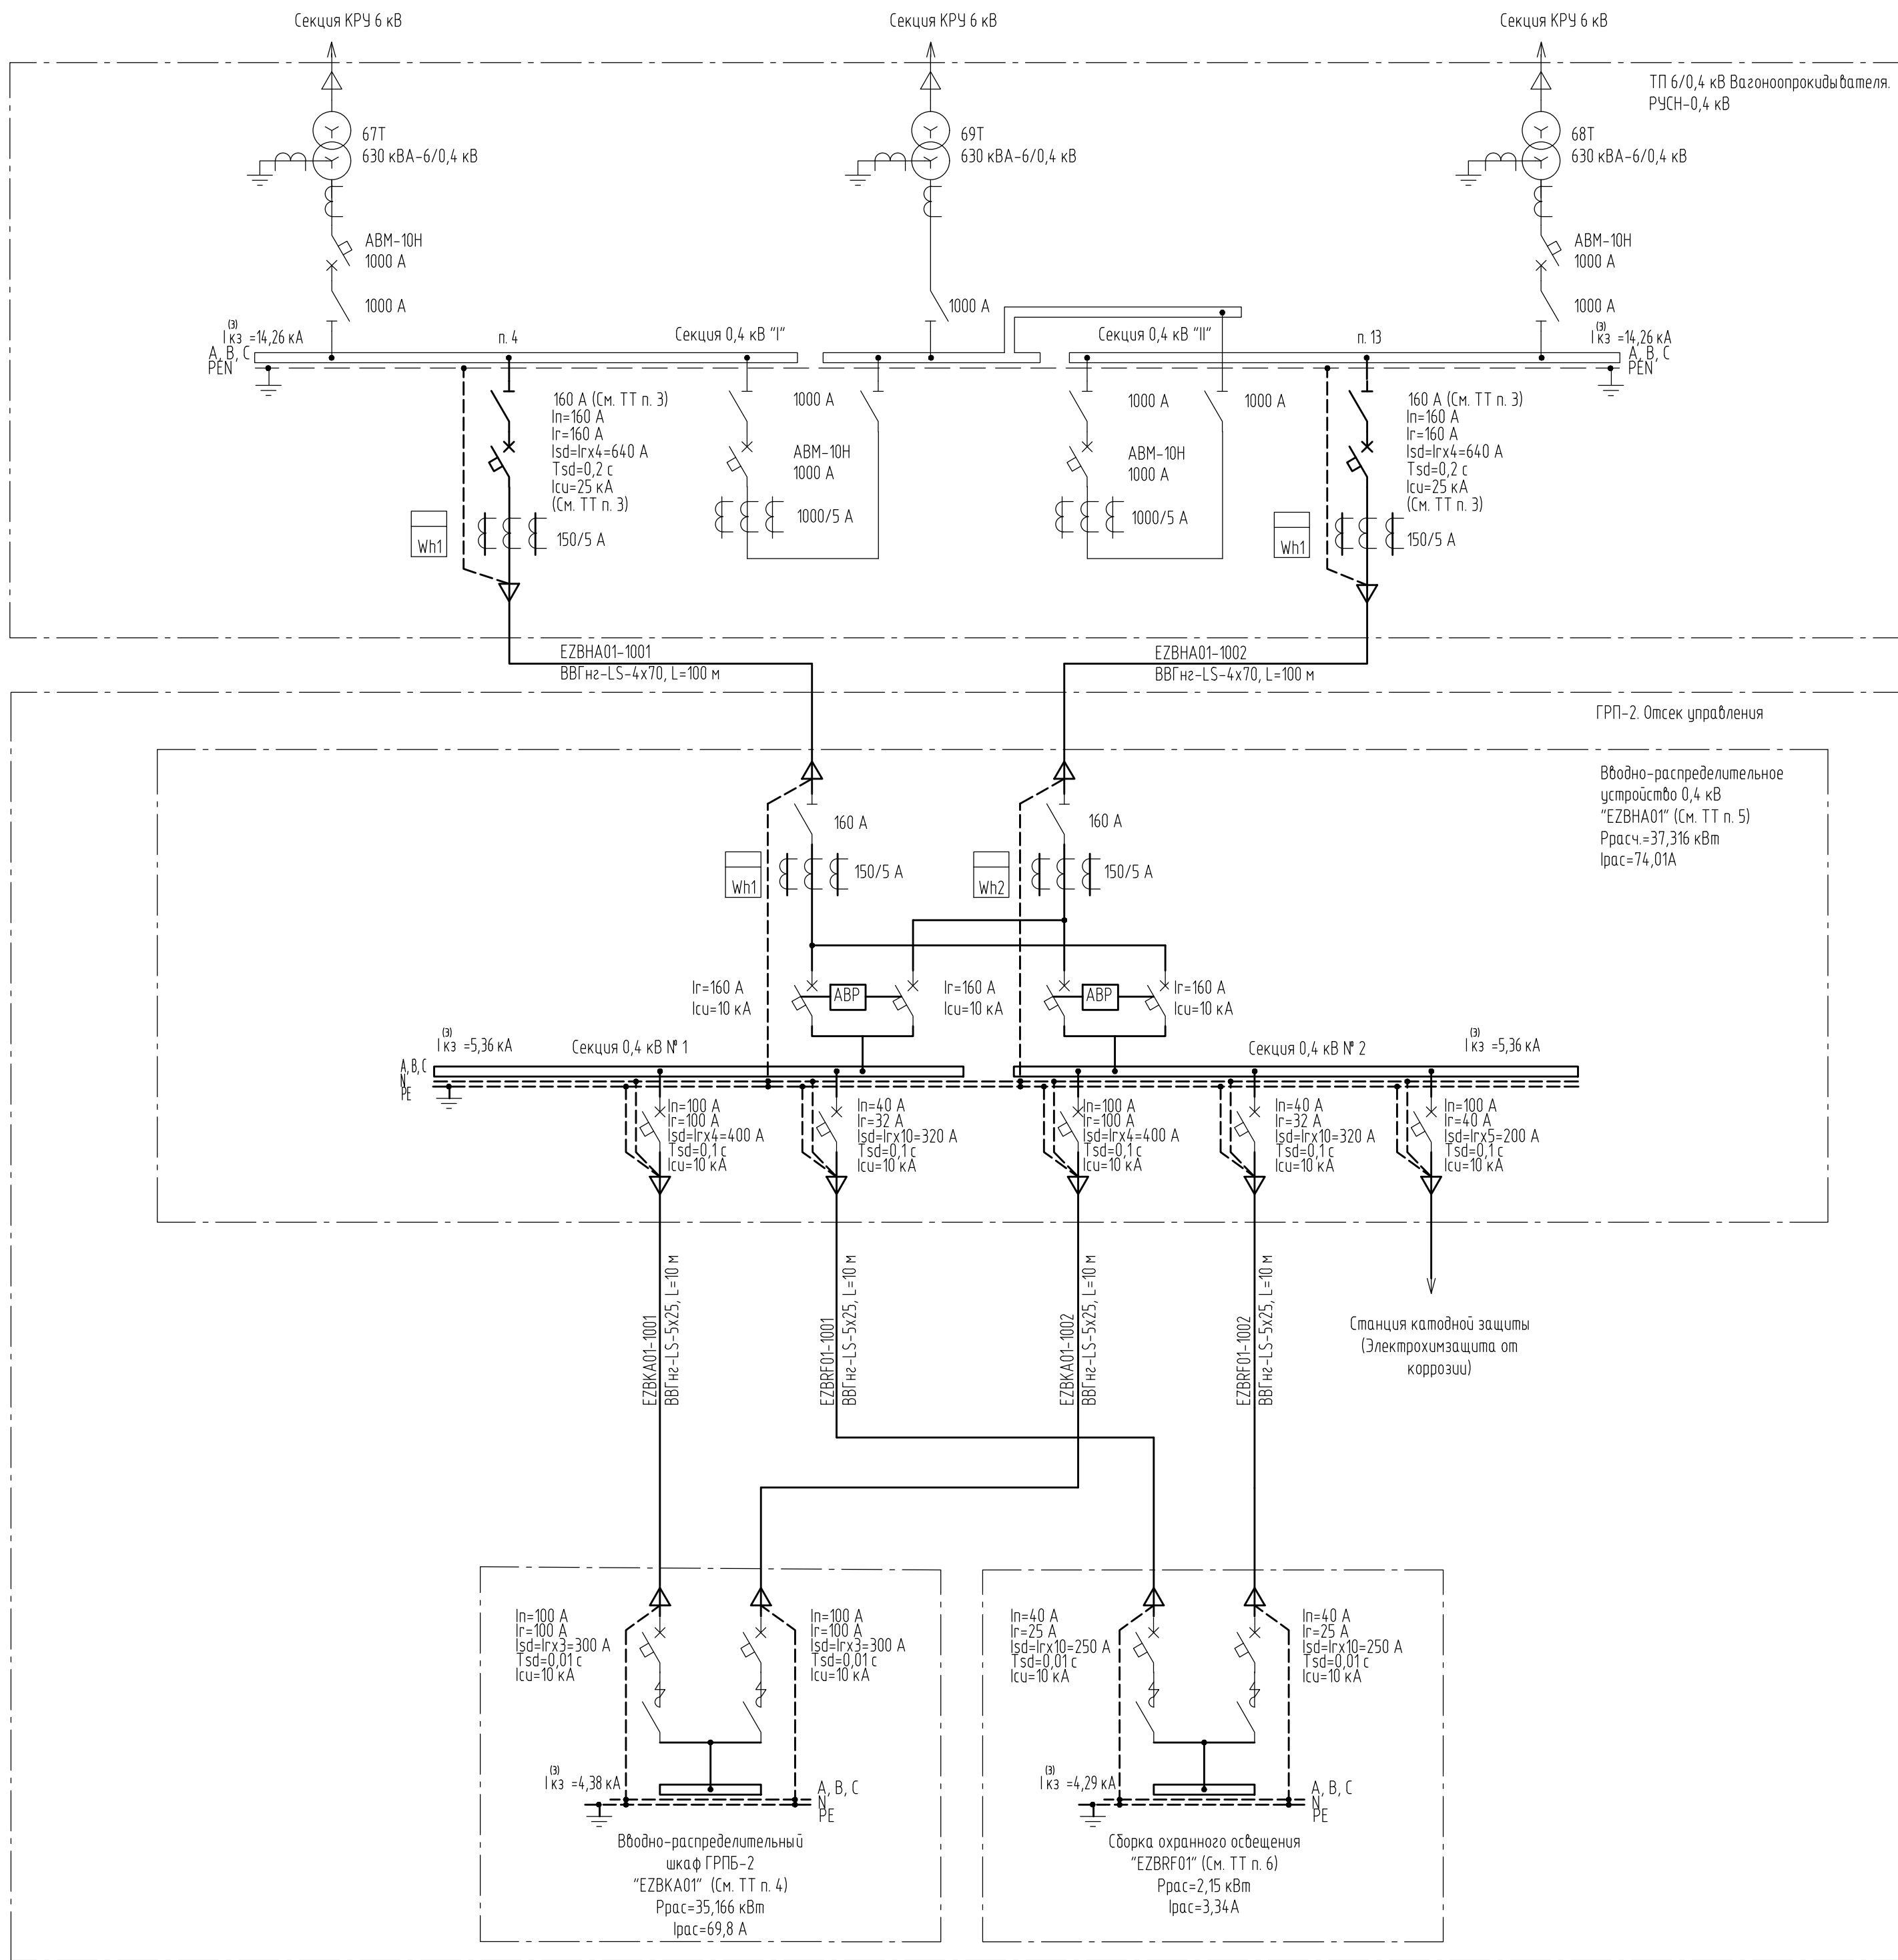 Секция КРУ 6 кВ
Секция КРУ 6 кВ
Секция КРУ 6 кВ
ТП 6/0,4 кВ Вагоноопрокидывателя.
РУСН-0,4 кВ
67Т
630 кВА-6/0,4 кВ
69Т
630 кВА-6/0,4 кВ
68Т
630 кВА-6/0,4 кВ
АВМ-10Н
1000 А
АВМ-10Н
1000 А
1000 А
1000 А
1000 А
(3)
I кз =14,26 кА
А, В, С
PEN
п. 4
Секция 0,4 кВ "I"
Секция 0,4 кВ "II"
п. 13
(3)
I кз =14,26 кА
А, В, С
PEN
160 А (См. ТТ п. 3)
In=160 А
Ir=160 А
Isd=Irx4=640 А
Tsd=0,2 с
Icu=25 кА
(См. ТТ п. 3)
1000 А
АВМ-10Н
1000 А
1000/5 А
1000 А
1000 А
АВМ-10Н
1000 А
1000/5 А
160 А (См. ТТ п. 3)
In=160 А
Ir=160 А
Isd=Irx4=640 А
Tsd=0,2 с
Icu=25 кА
(См. ТТ п. 3)
Wh1
150/5 А
Wh1
150/5 А
EZBHA01-1001
ВВГнг-LS-4х70, L=100 м
EZBHA01-1002
ВВГнг-LS-4х70, L=100 м
ГРП-2. Отсек управления
Вводно-распределительное
устройство 0,4 кВ
"EZBHA01" (См. ТТ п. 5)
Ррасч.=37,316 кВт
Iрас=74,01А
160 А
160 А
Wh1
150/5 А
Wh2
150/5 А
Ir=160 А
Icu=10 кА
АВР
Ir=160 А
Icu=10 кА
АВР
Ir=160 А
Icu=10 кА
(3)
I кз =5,36 кА
Секция 0,4 кВ № 1
Секция 0,4 кВ № 2
(3)
I кз =5,36 кА
А, В, С
N
PE
In=100 А
Ir=100 А
Isd=Irx4=400 А
Tsd=0,1 с
Icu=10 кА
In=40 А
Ir=32 А
Isd=Irx10=320 А
Tsd=0,1 с
Icu=10 кА
In=100 А
Ir=100 А
Isd=Irx4=400 А
Tsd=0,1 с
Icu=10 кА
In=40 А
Ir=32 А
Isd=Irx10=320 А
Tsd=0,1 с
Icu=10 кА
In=100 А
Ir=40 А
Isd=Irx5=200 А
Tsd=0,1 с
Icu=10 кА
EZBKA01-1001
ВВГнг-LS-5х25, L=10 м
EZBRF01-1001
ВВГнг-LS-5х25, L=10 м
EZBKA01-1002
ВВГнг-LS-5х25, L=10 м
EZBRF01-1002
ВВГнг-LS-5х25, L=10 м
Станция катодной защиты
(Электрохимзащита от
коррозии)
In=100 А
Ir=100 А
Isd=Irx3=300 А
Tsd=0,01 с
Icu=10 кА
In=100 А
Ir=100 А
Isd=Irx3=300 А
Tsd=0,01 с
Icu=10 кА
In=40 А
Ir=25 А
Isd=Irx10=250 А
Tsd=0,01 с
Icu=10 кА
In=40 А
Ir=25 А
Isd=Irx10=250 А
Tsd=0,01 с
Icu=10 кА
(3)
I кз =4,38 кА
А, В, С
N
PE
(3)
I кз =4,29 кА
А, В, С
N
PE
Вводно-распределительный
шкаф ГРПБ-2
"EZBKA01" (См. ТТ п. 4)
Ррас=35,166 кВт
Iрас=69,8 А
Сборка охранного освещения
"EZBRF01" (См. ТТ п. 6)
Ррас=2,15 кВт
Iрас=3,34А